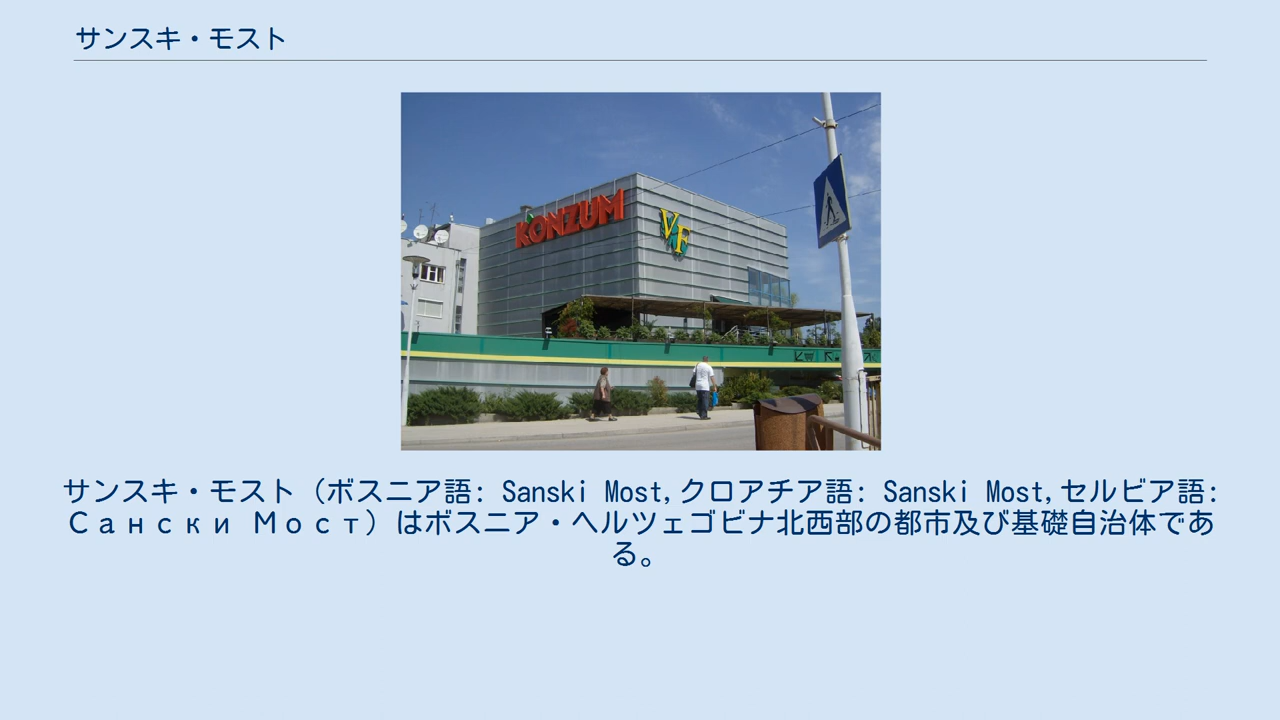 サンスキ・モスト
KONZUM
VF
サンスキ・モスト（ボスニア語: Sanski Most,クロアチア語: Sanski Most,セルビア語:
Сански Мост）はボスニア・ヘルツェゴビナ北西部の都市及び基礎自治体であ
る。